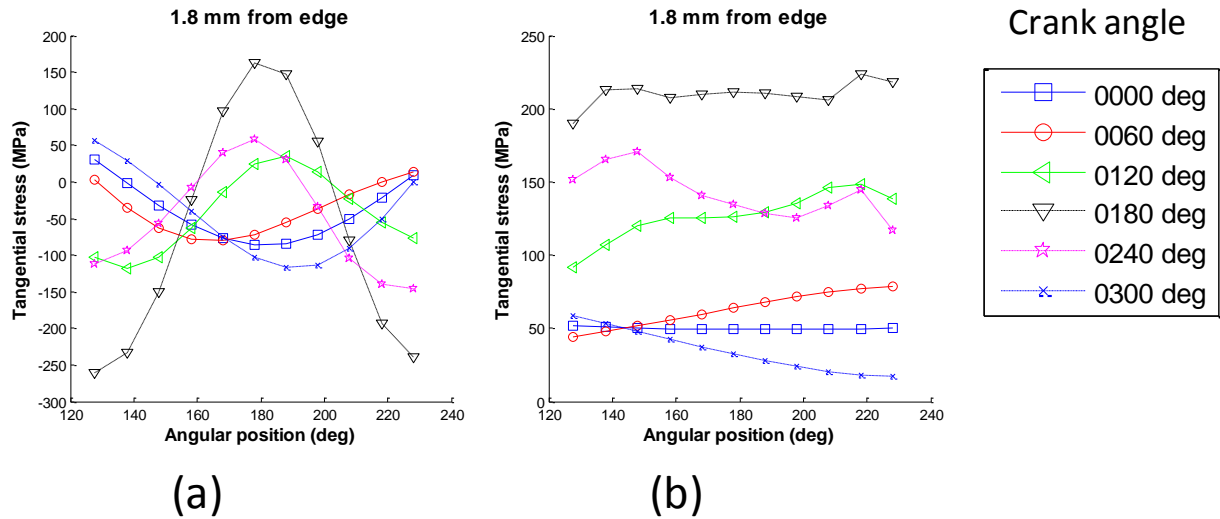 1.8 mm from edge
200
150
100
50
0
-50
-100
-150
-200
-250
-300
Tangential stress (MPa)
120 140 160 180 200 220 240
Angular position (deg)
(a)
1.8 mm from edge
250
200
150
100
50
0
Tangential stress (MPa)
120 140 160 180 200 220 240
Angular position (deg)
(b)
Crank angle
0000 deg
0060 deg
0120 deg
0180 deg
0240 deg
0300 deg